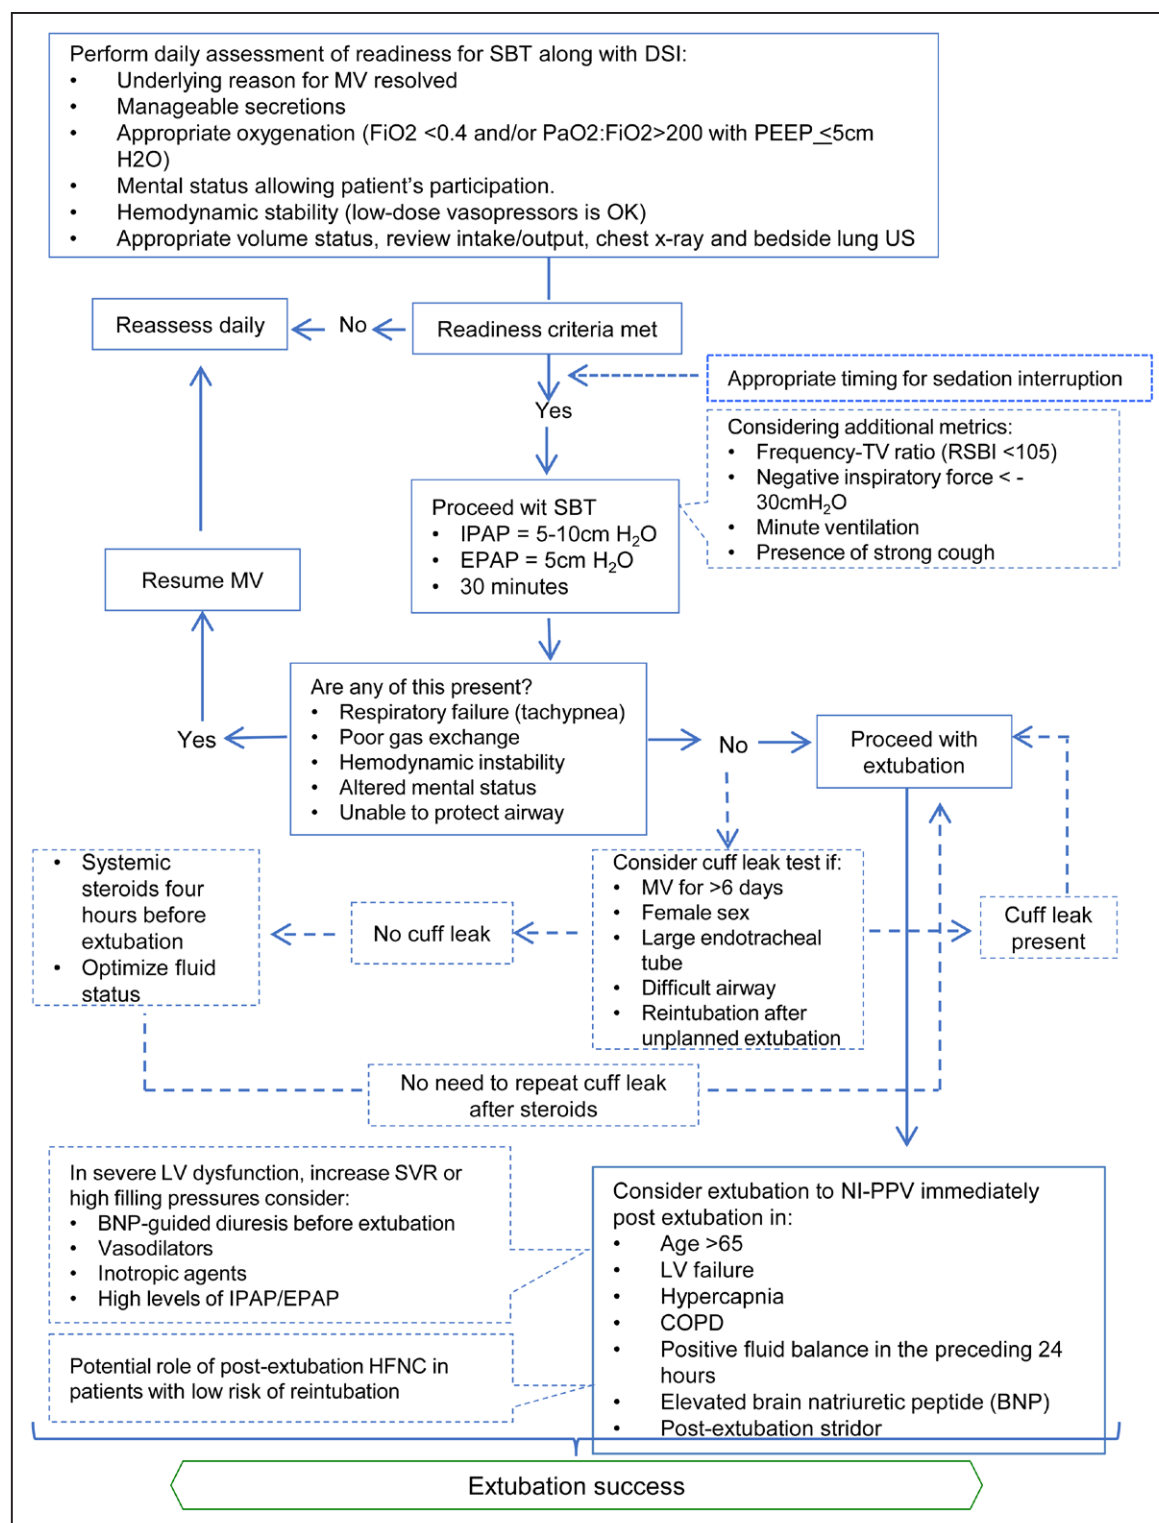 Perform daily assessment of readiness for SBT along with DSI:
• Underlying reason for MV resolved
• Manageable secretions
• Appropriate oxygenation (FiO2 <0.4 and/or PaO2:FiO2>200 with PEEP <5cm
H2O)
• Mental status allowing patient's participation.
• Hemodynamic stability (low-dose vasopressors is OK)
• Appropriate volume status, review intake/output, chest x-ray and bedside lung US
Reassess daily
No
Readiness criteria met
Appropriate timing for sedation interruption
Yes
Considering additional metrics:
• Frequency-TV ratio (RSBI <105)
• Negative inspiratory force < -
30cmH₂O
• Minute ventilation
• Presence of strong cough
Proceed wit SBT
• IPAP = 5-10cm H₂O
• EPAP = 5cm H₂O
• 30 minutes
Resume MV
Are any of this present?
• Respiratory failure (tachypnea)
• Poor gas exchange
• Hemodynamic instability
• Altered mental status
• Unable to protect airway
Yes
No
Proceed with
extubation
• Systemic
steroids four
hours before
extubation
• Optimize fluid
status
No cuff leak
Consider cuff leak test if:
• MV for >6 days
• Female sex
• Large endotracheal
tube
• Difficult airway
• Reintubation after
unplanned extubation
Cuff leak
present
No need to repeat cuff leak
after steroids
In severe LV dysfunction, increase SVR or
high filling pressures consider:
• BNP-guided diuresis before extubation
• Vasodilators
• Inotropic agents
• High levels of IPAP/EPAP
Potential role of post-extubation HFNC in
patients with low risk of reintubation
Consider extubation to NI-PPV immediately
post extubation in:
• Age >65
• LV failure
• Hypercapnia
• COPD
• Positive fluid balance in the preceding 24
hours
• Elevated brain natriuretic peptide (BNP)
• Post-extubation stridor
Extubation success